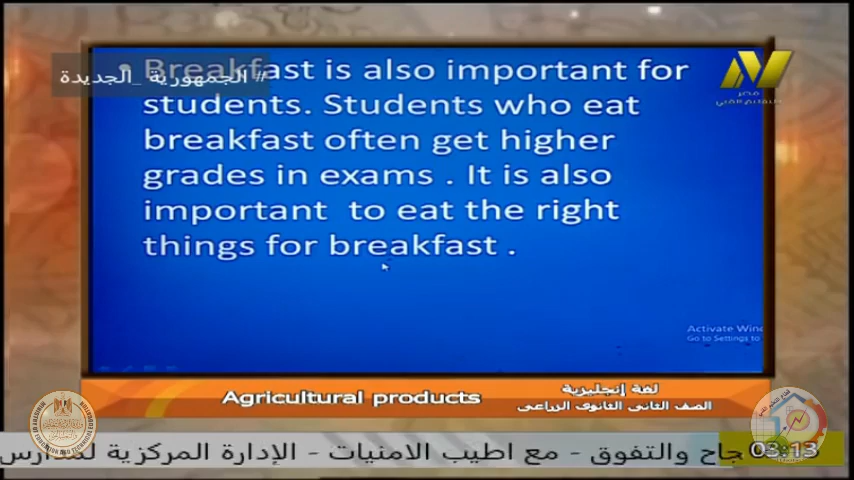 #الجمهورية_الجديدة
• Breakfast is also important for
students. Students who eat
breakfast often get higher
grades in exams . It is also
important to eat the right
things for breakfast .
Activate Wind
Go to Settings to
Agricultural products
لغة إنجليزية
الصف الثانى الثانوى الزراعى
جاح والتفوق - مع اطيب الامنيات - الإدارة المركزية
03:13